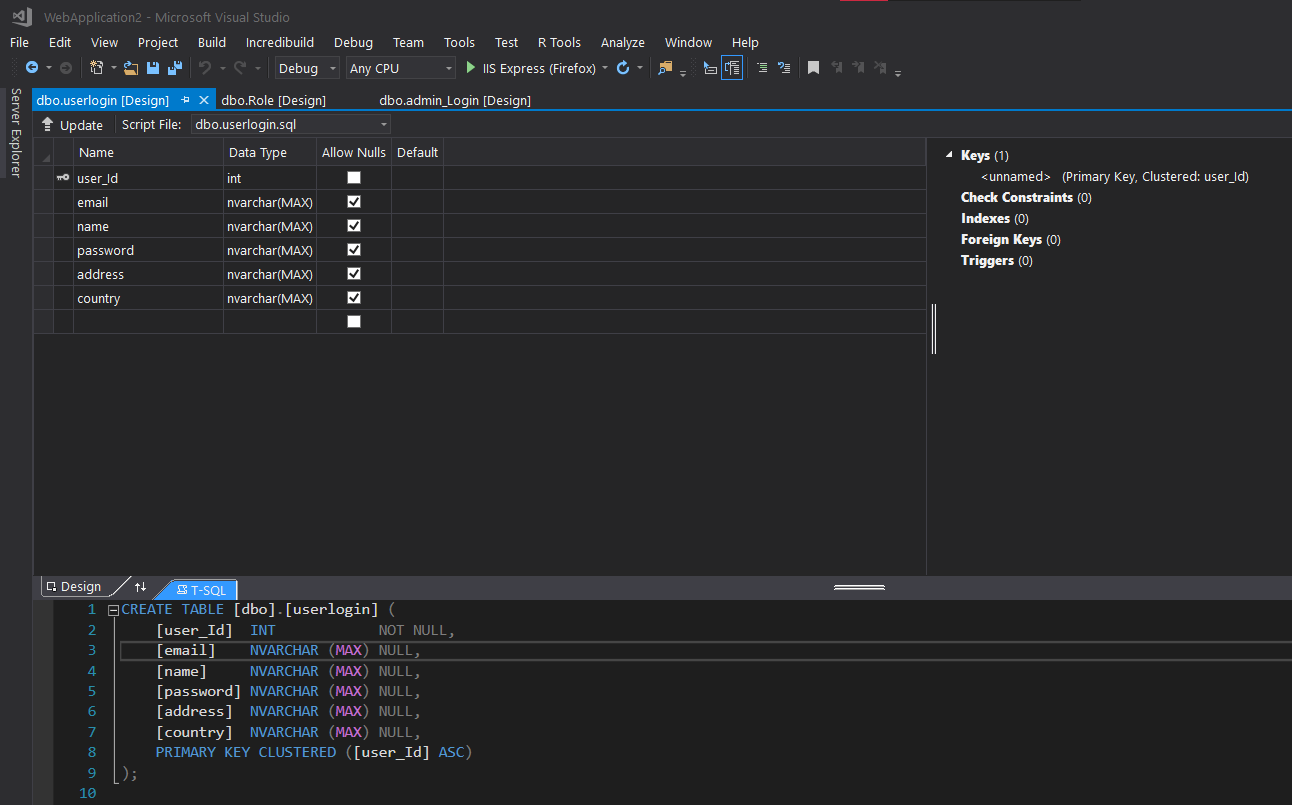 WebApplication2 - Microsoft Visual Studio
File Edit View Project Build Incredibuild Debug Team Tools Test R Tools Analyze Window Help
Debug Any CPU IIS Express (Firefox)
Server Explorer
dbo.userlogin [Design] dbo.Role [Design] dbo.admin_Login [Design]
Update Script File: dbo.userlogin.sql
Name Data Type Allow Nulls Default
user_Id int
email nvarchar(MAX)
name nvarchar(MAX)
password nvarchar(MAX)
address nvarchar(MAX)
country nvarchar(MAX)
Keys (1)
<unnamed> (Primary Key, Clustered: user_Id)
Check Constraints (0)
Indexes (0)
Foreign Keys (0)
Triggers (0)
Design T-SQL
1 CREATE TABLE [dbo].[userlogin] (
2 [user_Id] INT NOT NULL,
3 [email] NVARCHAR (MAX) NULL,
4 [name] NVARCHAR (MAX) NULL,
5 [password] NVARCHAR (MAX) NULL,
6 [address] NVARCHAR (MAX) NULL,
7 [country] NVARCHAR (MAX) NULL,
8 PRIMARY KEY CLUSTERED ([user_Id] ASC)
9 );
10